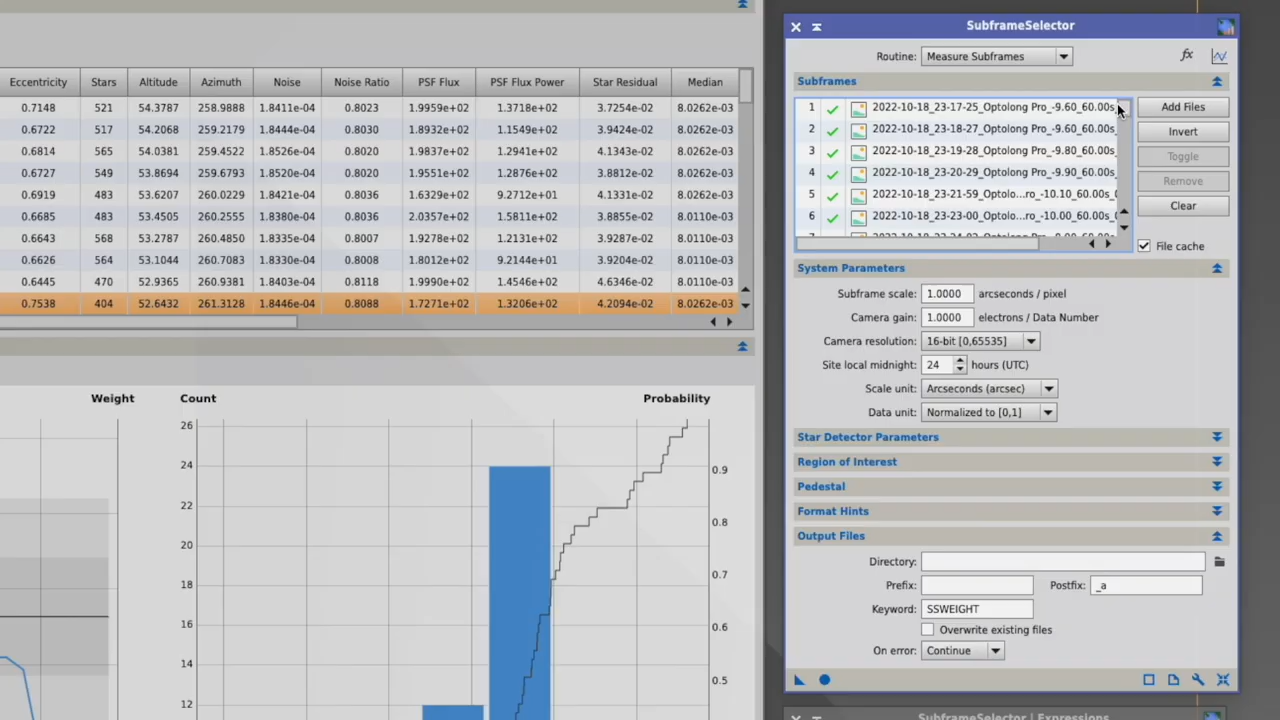 Eccentricity Stars Altitude Azimuth Noise Noise Ratio PSF Flux PSF Flux Power Star Residual Median
0.7148 521 54.3787 258.9888 1.8411e-04 0.8023 1.9959e+02 1.3718e+02 3.7254e-02 8.0262e-03
0.6722 517 54.2068 259.2179 1.8444e-04 0.8030 1.8932e+02 1.1549e+02 3.9424e-02 8.0262e-03
0.6814 565 54.0381 259.4522 1.8526e-04 0.8020 1.9357e+02 1.2941e+02 4.1343e-02 8.0262e-03
0.6727 549 53.8694 259.6793 1.8520e-04 0.8020 1.9551e+02 1.2876e+02 3.8812e-02 8.0262e-03
0.6919 483 53.6307 260.0229 1.8421e-04 0.8036 1.6329e+02 9.2712e+01 4.1331e-02 8.0110e-03
0.6685 483 53.4505 260.2555 1.8380e-04 0.8036 2.0357e+02 1.5811e+02 3.8855e-02 8.0110e-03
0.6643 568 53.2787 260.4850 1.8335e-04 0.8007 1.9278e+02 1.2131e+02 3.9287e-02 8.0110e-03
0.6626 564 53.1044 260.7083 1.8330e-04 0.8008 1.8012e+02 9.2144e+01 3.9204e-02 8.0110e-03
0.6445 470 52.9365 260.9381 1.8403e-04 0.8118 1.9990e+02 1.4546e+02 4.6346e-02 8.0262e-03
0.7538 404 52.6432 261.3128 1.8446e-04 0.8088 1.7271e+02 1.3206e+02 4.2094e-02 8.0262e-03
Weight Count Probability
26
24
22
20
18
16
14
12
0.9
0.8
0.7
0.6
0.5
SubframeSelector
Routine: Measure Subframes
Subframes
1 2022-10-18_23-17-25_Optolong Pro_-9.60_60.00s_
2 2022-10-18_23-18-27_Optolong Pro_-9.60_60.00s_
3 2022-10-18_23-19-28_Optolong Pro_-9.80_60.00s_
4 2022-10-18_23-20-29_Optolong Pro_-9.90_60.00s_
5 2022-10-18_23-21-59_Optolo...ro_-10.10_60.00s_
6 2022-10-18_23-23-00_Optolo...ro_-10.00_60.00s_
Add Files
Invert
Toggle
Remove
Clear
File cache
System Parameters
Subframe scale: 1.0000 arcseconds / pixel
Camera gain: 1.0000 electrons / Data Number
Camera resolution: 16-bit [0,65535]
Site local midnight: 24 hours (UTC)
Scale unit: Arcseconds (arcsec)
Data unit: Normalized to [0,1]
Star Detector Parameters
Region of Interest
Pedestal
Format Hints
Output Files
Directory:
Prefix: Postfix: _a
Keyword: SSWEIGHT
Overwrite existing files
On error: Continue
SubframeSelector | Expressions